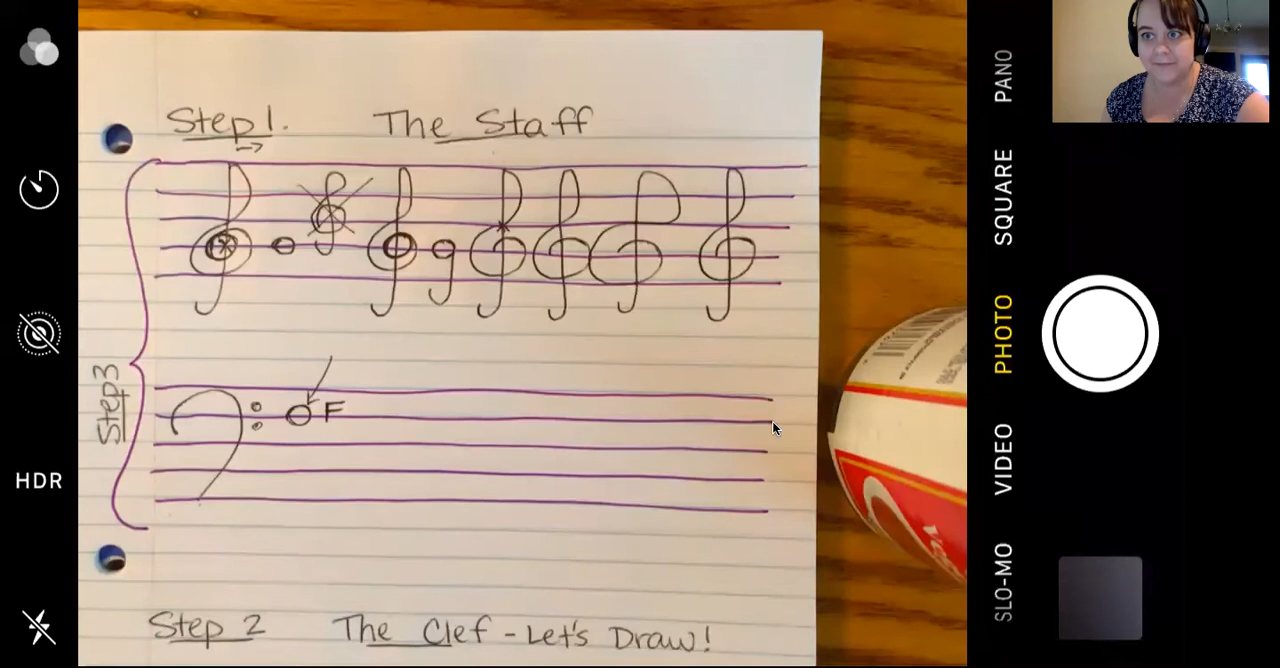 Step 1. The Staff
g
F
Step 3
Step 2 The Clef - Let's Draw!
HDR
PANO
SQUARE
PHOTO
VIDEO
SLO-MO